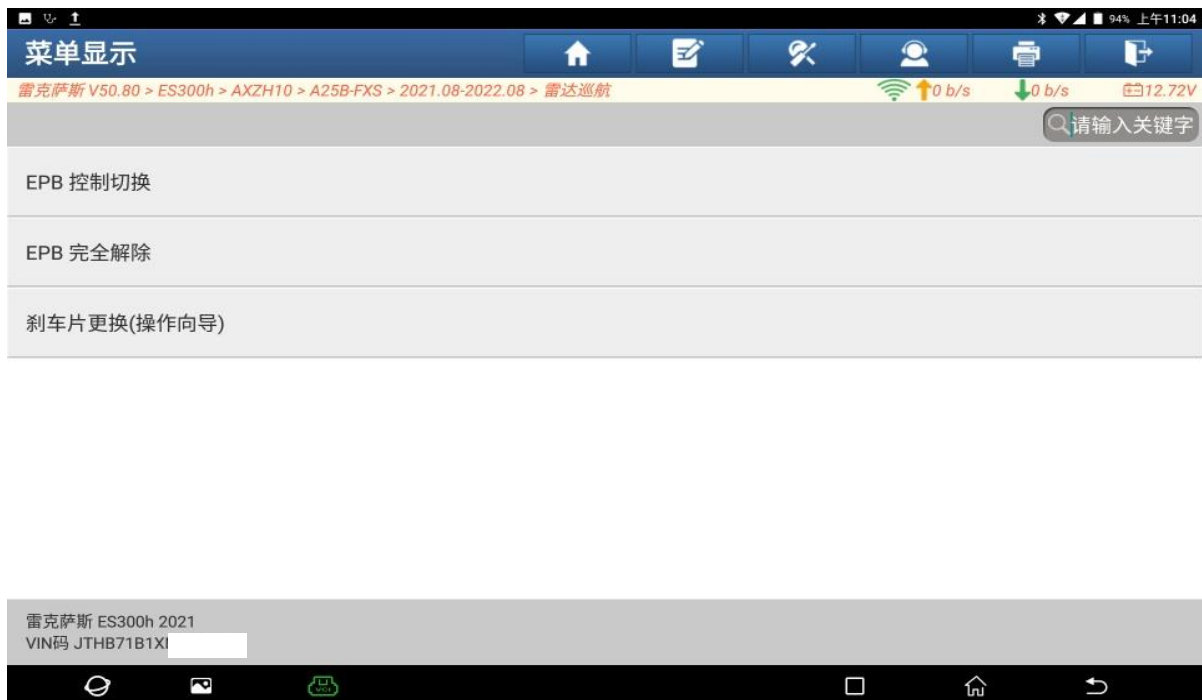 94% 上午11:04
菜单显示
雷克萨斯 V50.80 > ES300h > AXZH10 > A25B-FXS > 2021.08-2022.08 > 雷达巡航
0 b/s
0 b/s
12.72V
请输入关键字
EPB 控制切换
EPB 完全解除
刹车片更换(操作向导)
雷克萨斯 ES300h 2021
VIN码 JTHB71B1X
VCI